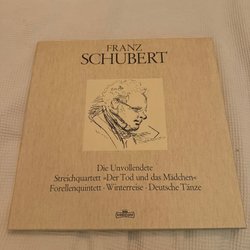 FRANZ
SCHUBERT
Die Unvollendete
Streichquartett »Der Tod und das Mädchen«
Forellenquintett · Winterreise · Deutsche Tänze